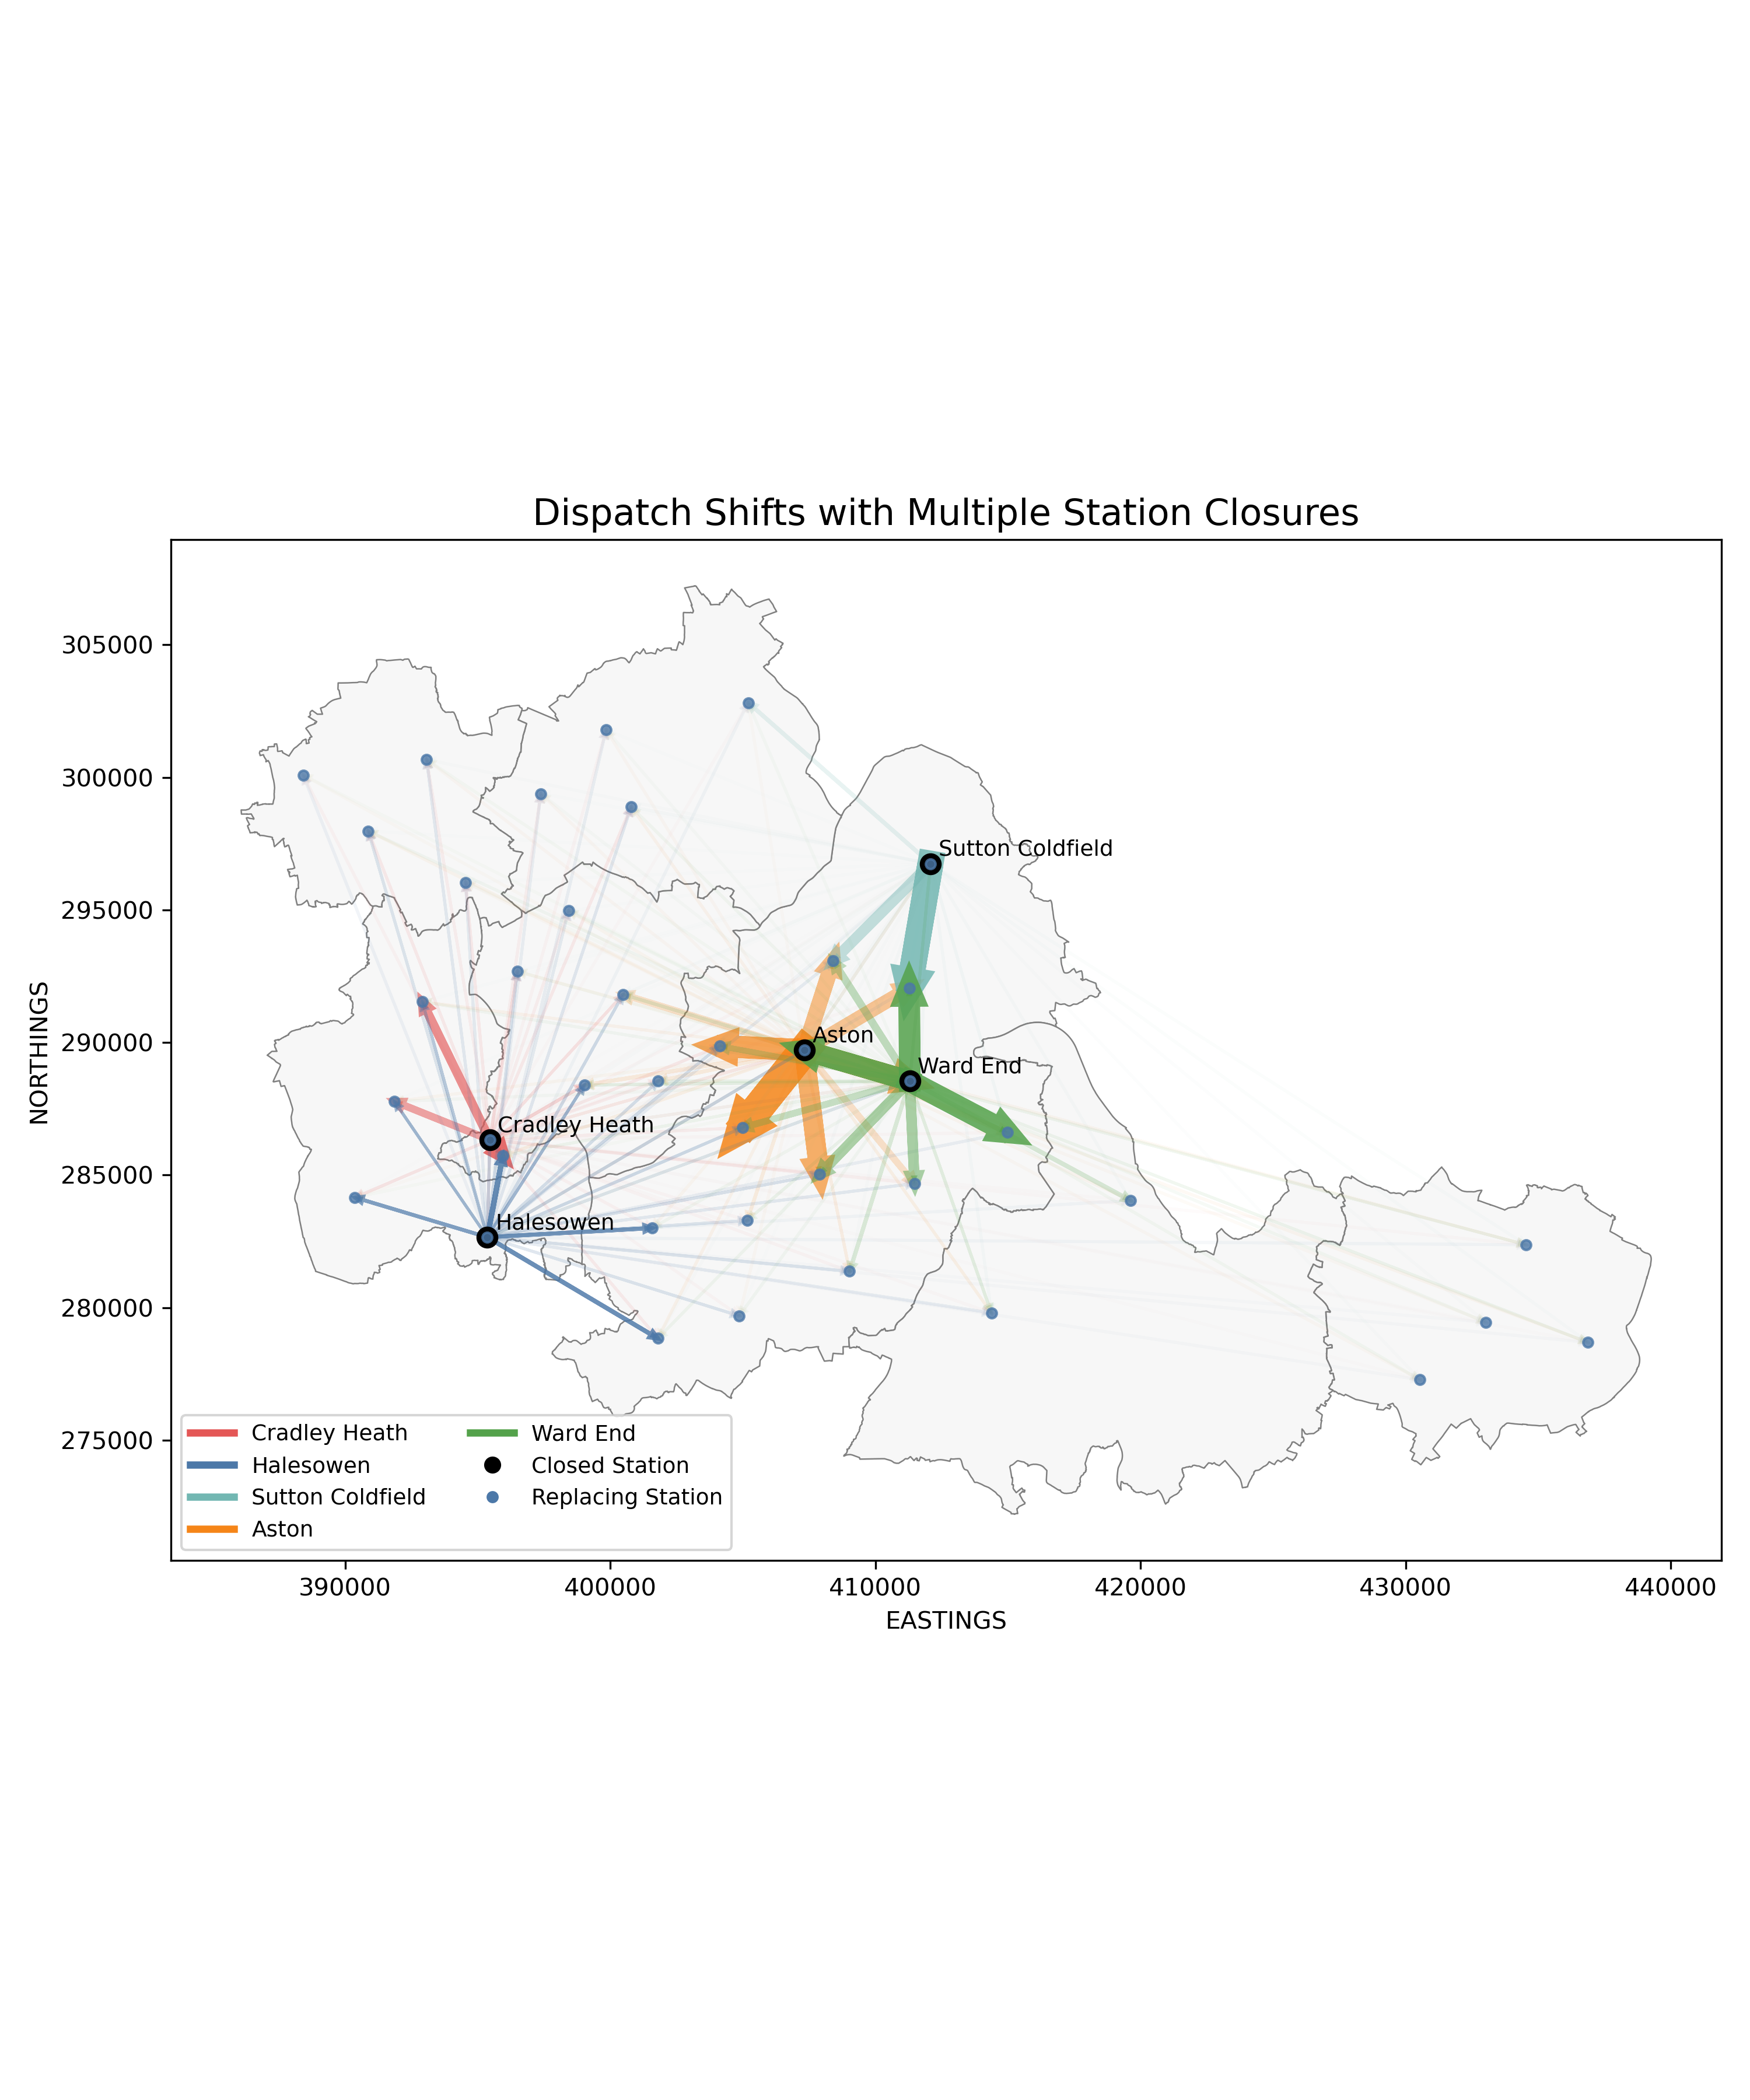 Dispatch Shifts with Multiple Station Closures
305000
300000
295000
290000
285000
280000
275000
NORTHINGS
Sutton Coldfield
Aston
Ward End
Cradley Heath
Halesowen
Cradley Heath
Halesowen
Sutton Coldfield
Aston
Ward End
Closed Station
Replacing Station
390000
400000
410000
420000
430000
440000
EASTINGS